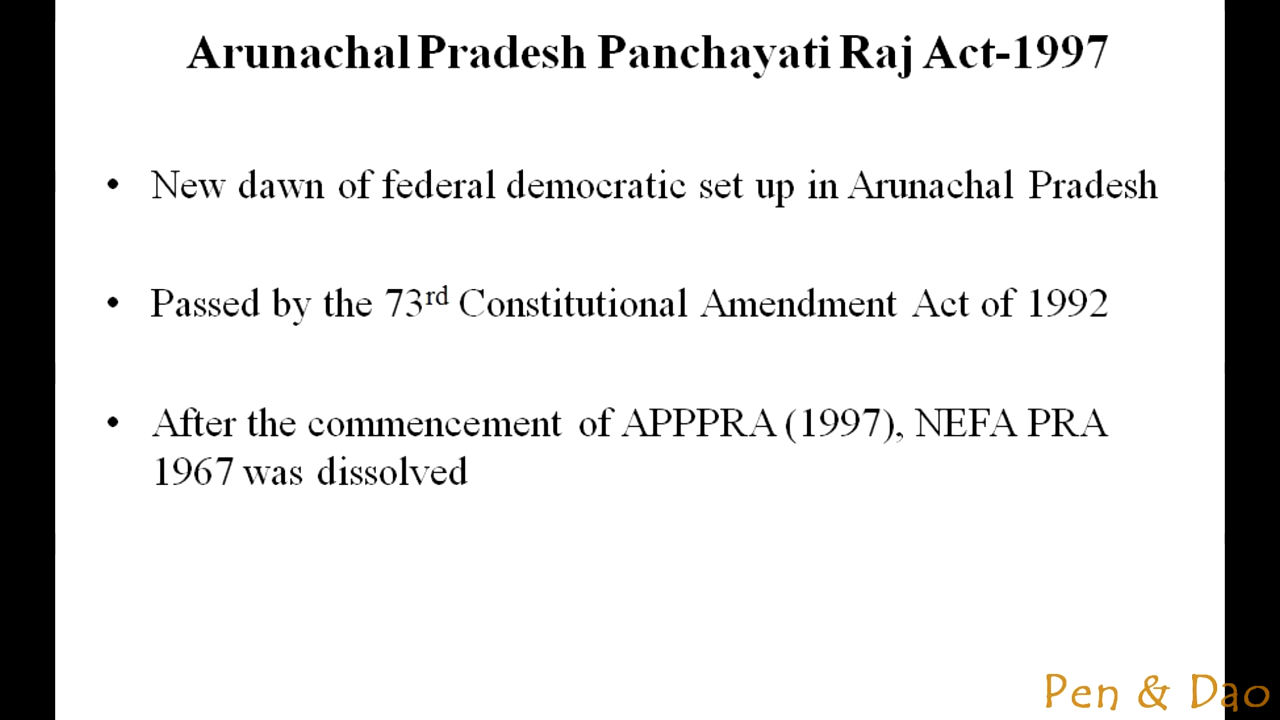 Arunachal Pradesh Panchayati Raj Act-1997
• New dawn of federal democratic set up in Arunachal Pradesh
• Passed by the 73rd Constitutional Amendment Act of 1992
• After the commencement of APPPRA (1997), NEFA PRA
1967 was dissolved
Pen & Dao